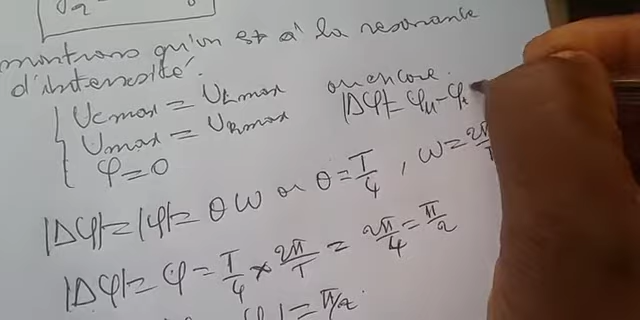 montrons qu'on est à la resonance
d'intensité.
Ucmax = ULmax
Umax = URmax
φ = 0
ou encore.
|Δφ| = φu - φi
|Δφ| = |φ| = θω or θ = T/4 , ω = 2π/T
|Δφ| = φ = T/4 × 2π/T = 2π/4 = π/2
| = π/2.